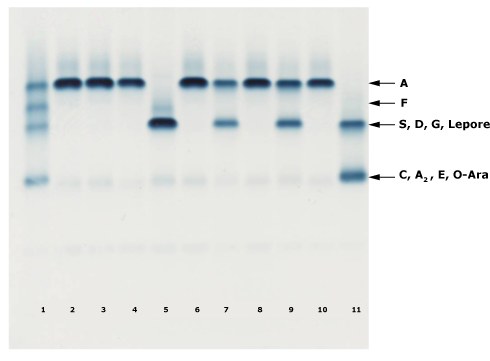 A
F
S, D, G, Lepore
C, A₂, E, O-Ara
1 2 3 4 5 6 7 8 9 10 11